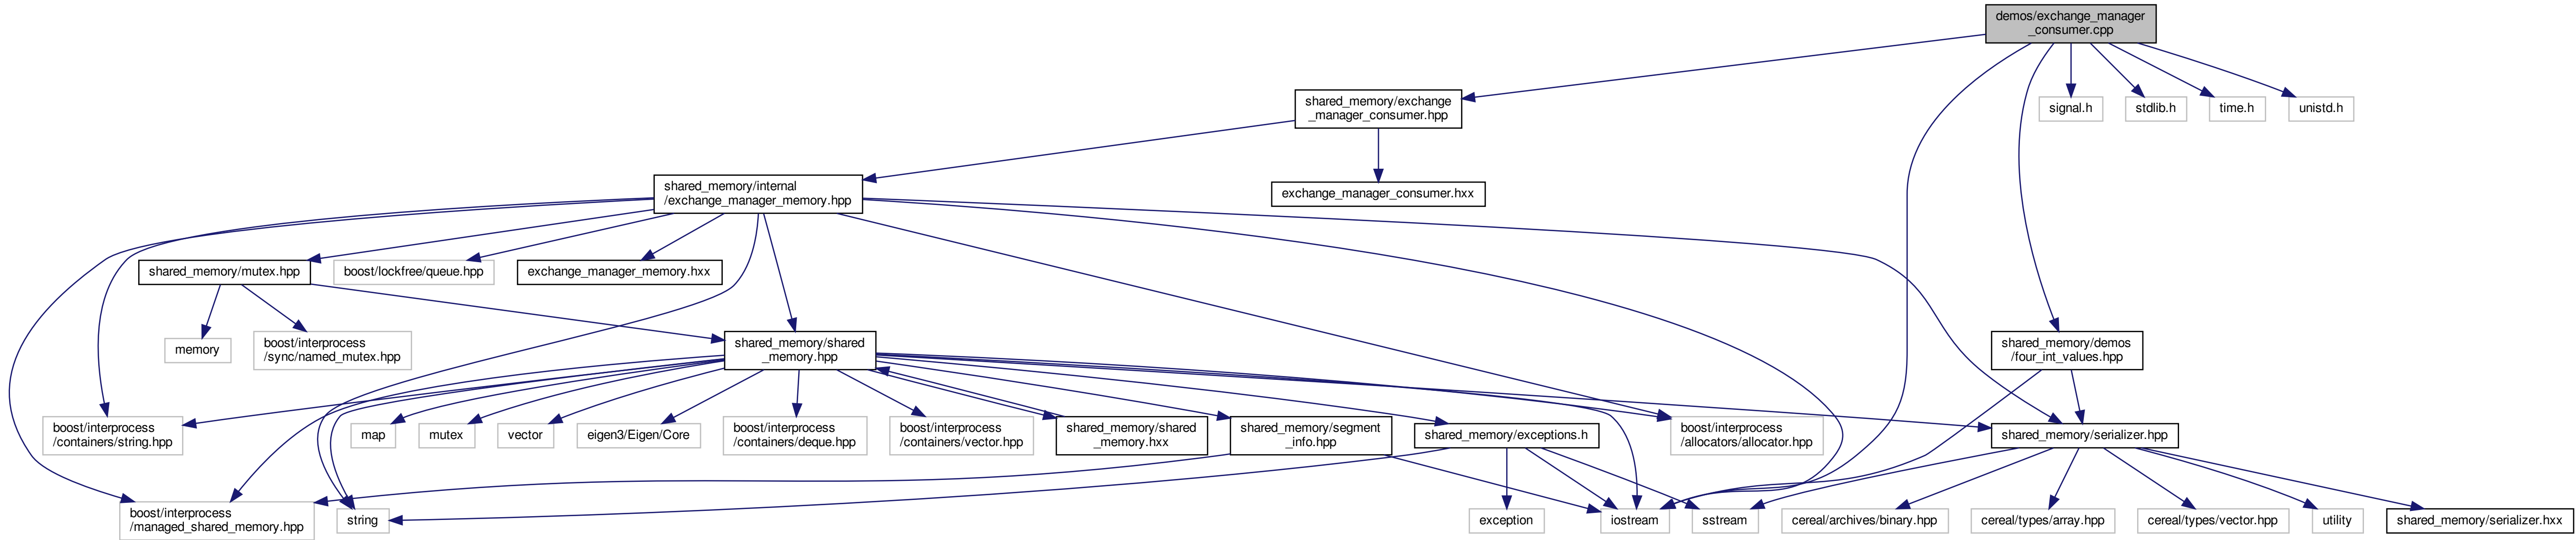 demos/exchange_manager
_consumer.cpp
shared_memory/exchange
_manager_consumer.hpp
signal.h
stdlib.h
time.h
unistd.h
shared_memory/internal
/exchange_manager_memory.hpp
exchange_manager_consumer.hxx
shared_memory/mutex.hpp
boost/lockfree/queue.hpp
exchange_manager_memory.hxx
memory
boost/interprocess
/sync/named_mutex.hpp
shared_memory/shared
_memory.hpp
shared_memory/demos
/four_int_values.hpp
boost/interprocess
/containers/string.hpp
map
mutex
vector
eigen3/Eigen/Core
boost/interprocess
/containers/deque.hpp
boost/interprocess
/containers/vector.hpp
shared_memory/shared
_memory.hxx
shared_memory/segment
_info.hpp
shared_memory/exceptions.h
boost/interprocess
/allocators/allocator.hpp
shared_memory/serializer.hpp
boost/interprocess
/managed_shared_memory.hpp
string
exception
iostream
sstream
cereal/archives/binary.hpp
cereal/types/array.hpp
cereal/types/vector.hpp
utility
shared_memory/serializer.hxx